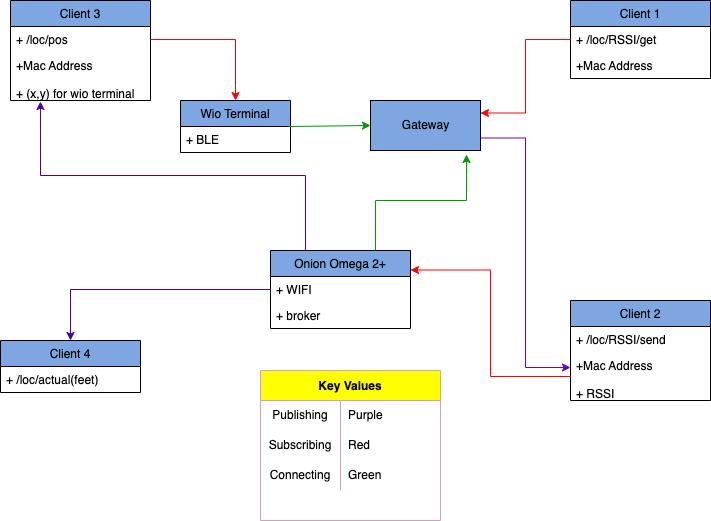 Client 3
+ /loc/pos
+Mac Address
+ (x,y) for wio terminal
Client 1
+ /loc/RSSI/get
+Mac Address
Wio Terminal
+ BLE
Gateway
Onion Omega 2+
+ WIFI
+ broker
Client 2
+ /loc/RSSI/send
+Mac Address
+ RSSI
Client 4
+ /loc/actual(feet)
Key Values
Publishing Purple
Subscribing Red
Connecting Green